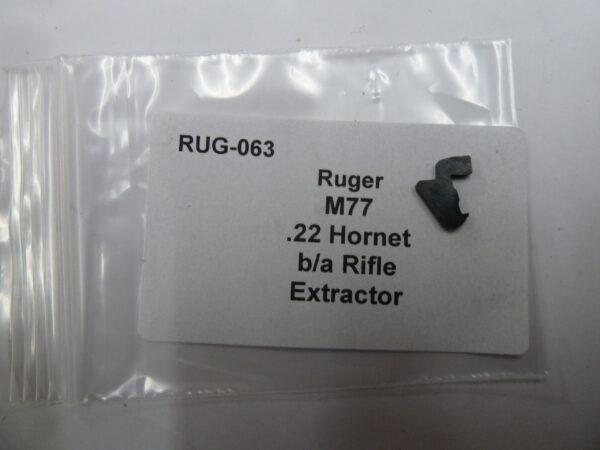 RUG-063
Ruger
M77
.22 Hornet
b/a Rifle
Extractor